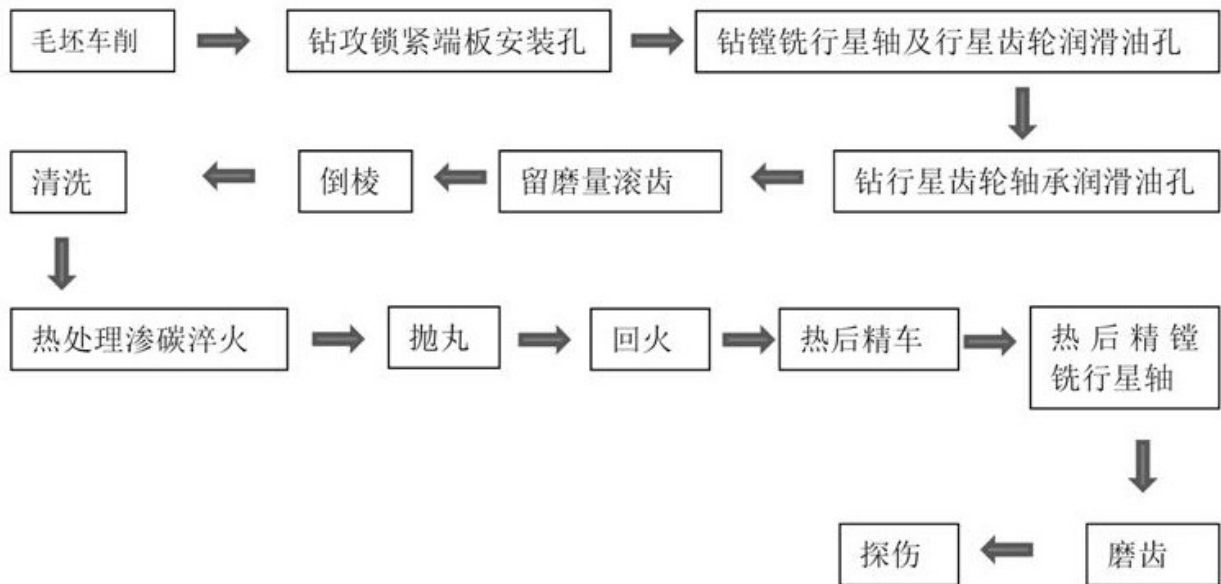 毛坯车削
钻攻锁紧端板安装孔
钻镗铣行星轴及行星齿轮润滑油孔
钻行星齿轮轴承润滑油孔
留磨量滚齿
倒棱
清洗
热处理渗碳淬火
抛丸
回火
热后精车
热后精镗
铣行星轴
磨齿
探伤